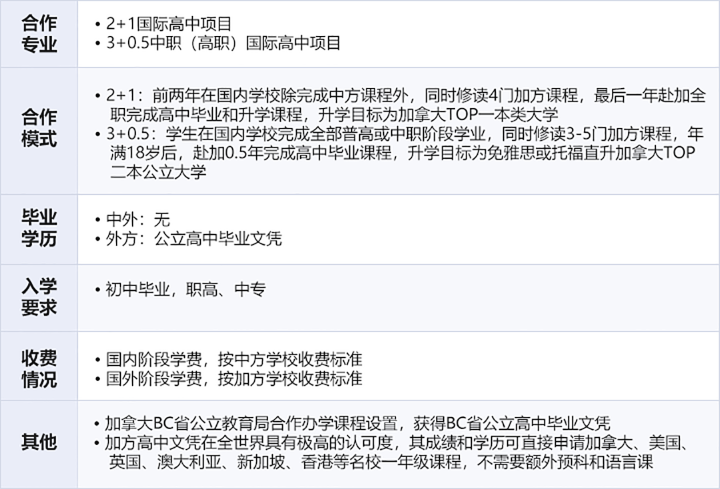 合作
专业
• 2+1国际高中项目
• 3+0.5中职（高职）国际高中项目
合作
模式
• 2+1：前两年在国内学校除完成中方课程外，同时修读4门加方课程，最后一年赴加全
职完成高中毕业和升学课程，升学目标为加拿大TOP一本类大学
• 3+0.5：学生在国内学校完成全部普高或中职阶段学业，同时修读3-5门加方课程，年
满18岁后，赴加0.5年完成高中毕业课程，升学目标为免雅思或托福直升加拿大TOP
二本公立大学
毕业
学历
• 中外：无
• 外方：公立高中毕业文凭
入学
要求
• 初中毕业，职高、中专
收费
情况
• 国内阶段学费，按中方学校收费标准
• 国外阶段学费，按加方学校收费标准
其他
• 加拿大BC省公立教育局合作办学课程设置，获得BC省公立高中毕业文凭
• 加方高中文凭在全世界具有极高的认可度，其成绩和学历可直接申请加拿大、美国、
英国、澳大利亚、新加坡、香港等名校一年级课程，不需要额外预科和语言课